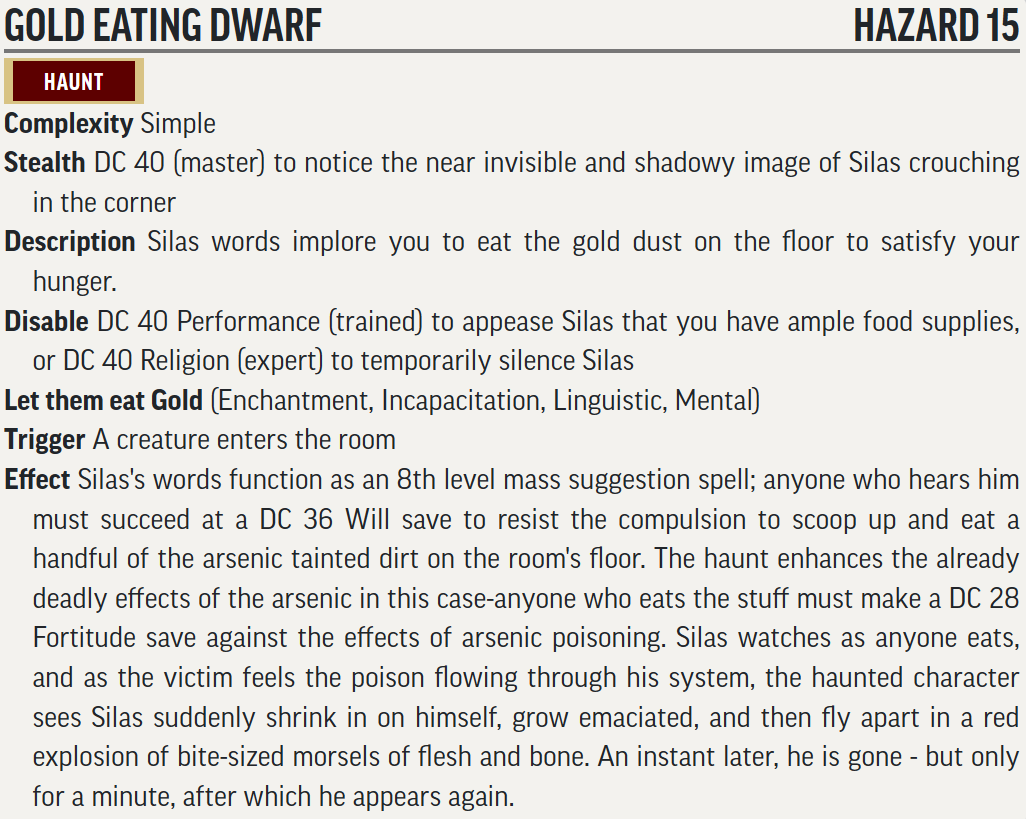 GOLD EATING DWARF HAZARD 15
HAUNT
Complexity Simple
Stealth DC 40 (master) to notice the near invisible and shadowy image of Silas crouching
in the corner
Description Silas words implore you to eat the gold dust on the floor to satisfy your
hunger.
Disable DC 40 Performance (trained) to appease Silas that you have ample food supplies,
or DC 40 Religion (expert) to temporarily silence Silas
Let them eat Gold (Enchantment, Incapacitation, Linguistic, Mental)
Trigger A creature enters the room
Effect Silas's words function as an 8th level mass suggestion spell; anyone who hears him
must succeed at a DC 36 Will save to resist the compulsion to scoop up and eat a
handful of the arsenic tainted dirt on the room's floor. The haunt enhances the already
deadly effects of the arsenic in this case-anyone who eats the stuff must make a DC 28
Fortitude save against the effects of arsenic poisoning. Silas watches as anyone eats,
and as the victim feels the poison flowing through his system, the haunted character
sees Silas suddenly shrink in on himself, grow emaciated, and then fly apart in a red
explosion of bite-sized morsels of flesh and bone. An instant later, he is gone - but only
for a minute, after which he appears again.